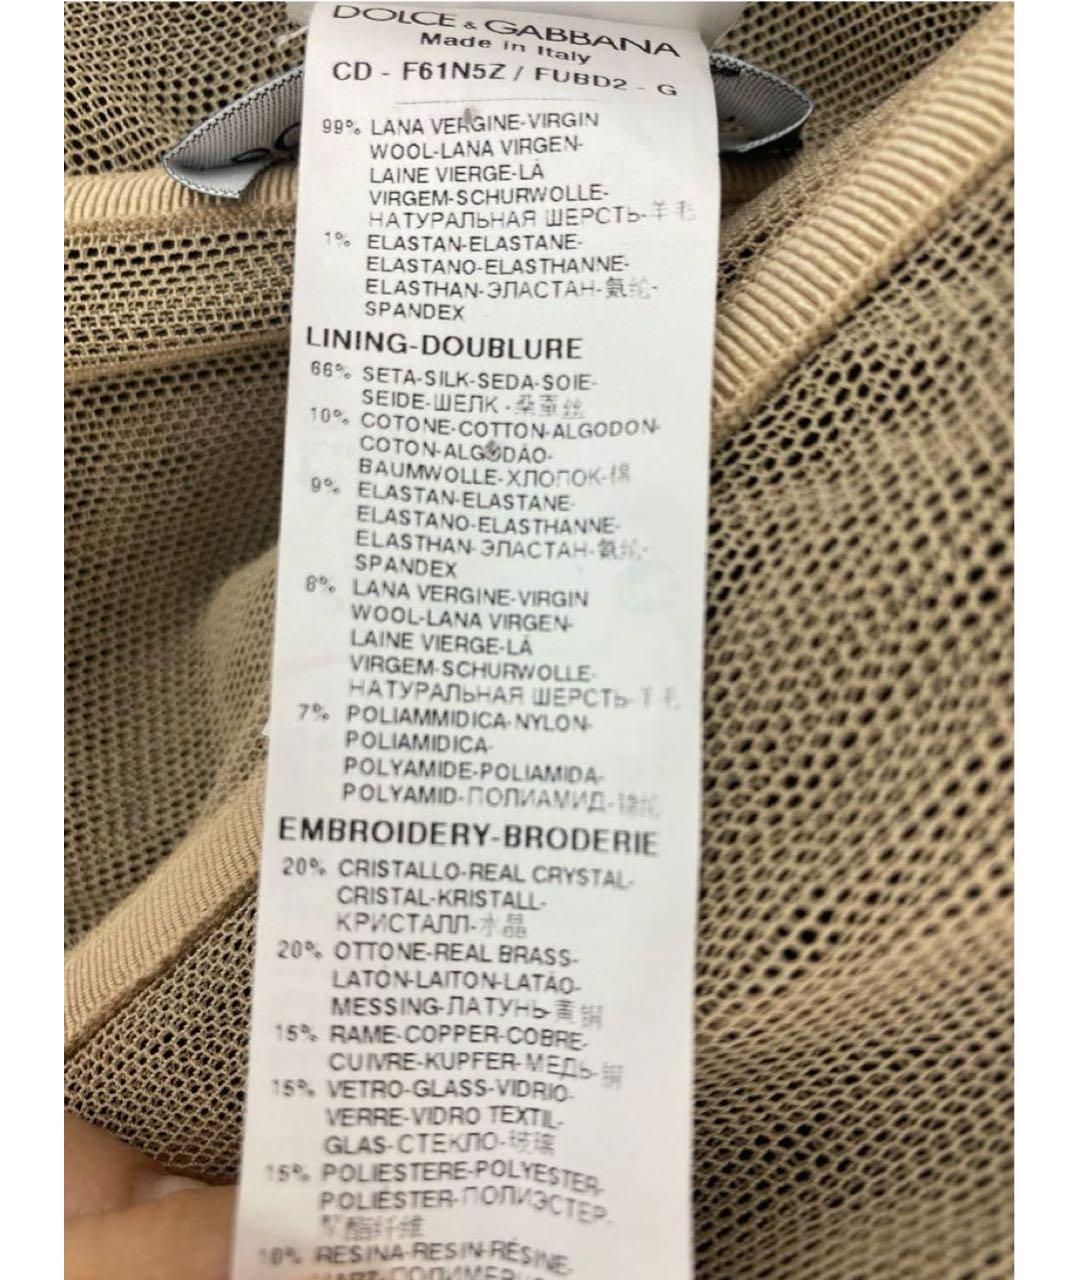 DOLCE & GABBANA
Made in Italy
CD - F61N5Z / FUBD2 - G
99% LANA VERGINE-VIRGIN
WOOL-LANA VIRGEN-
LAINE VIERGE-LÀ
VIRGEM-SCHURWOLLE-
НАТУРАЛЬНАЯ ШЕРСТЬ-羊毛
1% ELASTAN-ELASTANE-
ELASTANO-ELASTHANNE-
ELASTHAN-ЭЛАСТАН-氨纶-
SPANDEX
LINING-DOUBLURE
66% SETA-SILK-SEDA-SOIE-
SEIDE-ШЕЛК-桑蚕丝
10% COTONE-COTTON-ALGODON-
COTON-ALGODÃO-
BAUMWOLLE-ХЛОПОК-棉
9% ELASTAN-ELASTANE-
ELASTANO-ELASTHANNE-
ELASTHAN-ЭЛАСТАН-氨纶-
SPANDEX
8% LANA VERGINE-VIRGIN
WOOL-LANA VIRGEN-
LAINE VIERGE-LÀ
VIRGEM-SCHURWOLLE-
НАТУРАЛЬНАЯ ШЕРСТЬ-羊毛
7% POLIAMMIDICA-NYLON-
POLIAMIDICA-
POLYAMIDE-POLIAMIDA-
POLYAMID-ПОЛИАМИД-锦纶
EMBROIDERY-BRODERIE
20% CRISTALLO-REAL CRYSTAL-
CRISTAL-KRISTALL-
КРИСТАЛЛ-水晶
20% OTTONE-REAL BRASS-
LATON-LAITON-LATÃO-
MESSING-ЛАТУНЬ-黄铜
15% RAME-COPPER-COBRE-
CUIVRE-KUPFER-МЕДЬ-铜
15% VETRO-GLASS-VIDRIO-
VERRE-VIDRO TEXTIL-
GLAS-СТЕКЛО-玻璃
15% POLIESTERE-POLYESTER-
POLIÉSTER-ПОЛИЭСТЕР-
聚酯纤维
10% RESINA-RESIN-RÉSINE-